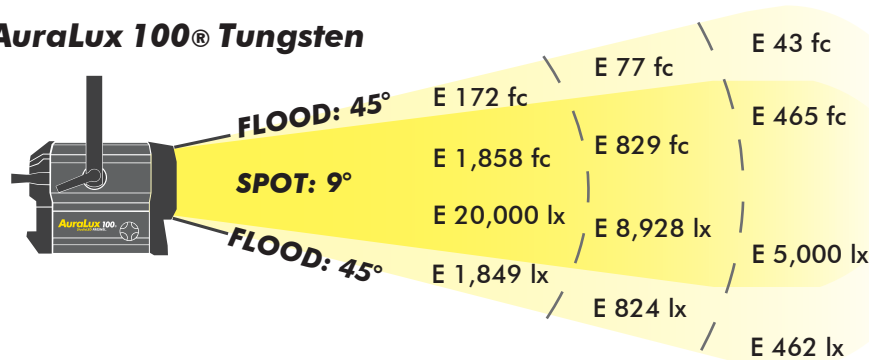 AuraLux 100® Tungsten
FLOOD: 45°
E 172 fc
E 77 fc
E 43 fc
SPOT: 9°
E 1,858 fc
E 829 fc
E 465 fc
E 20,000 lx
E 8,928 lx
E 5,000 lx
FLOOD: 45°
E 1,849 lx
E 824 lx
E 462 lx
AuraLux 100